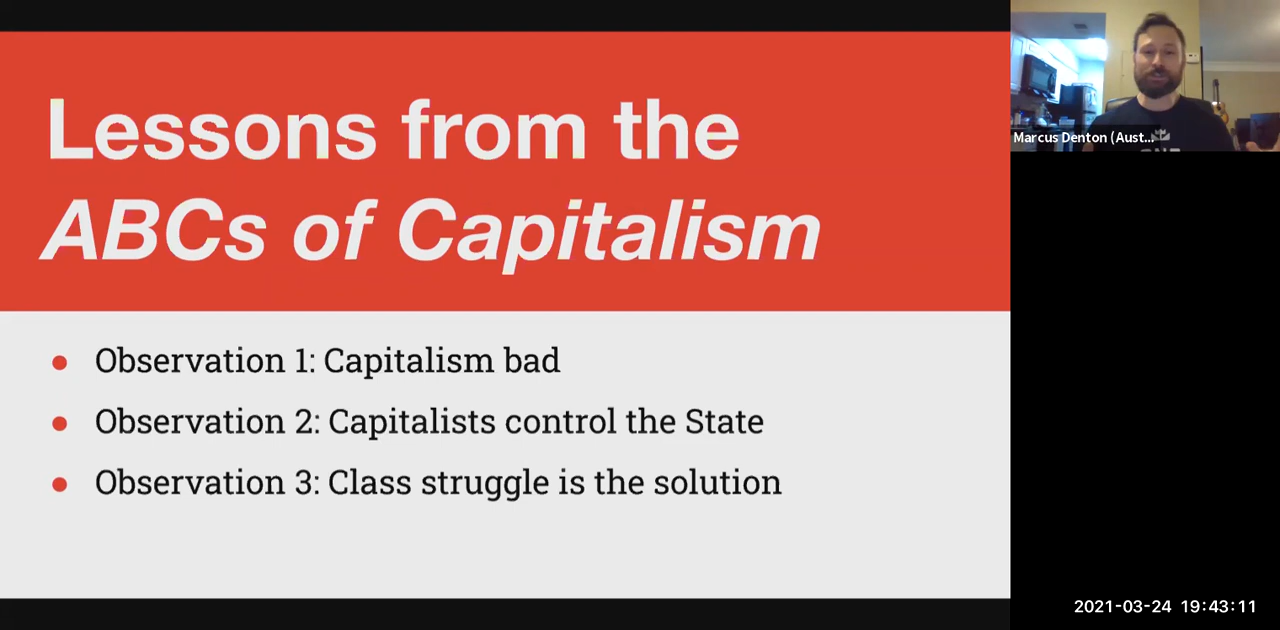 Lessons from the
ABCs of Capitalism
● Observation 1: Capitalism bad
● Observation 2: Capitalists control the State
● Observation 3: Class struggle is the solution
Marcus Denton (Aust...
2021-03-24 19:43:11